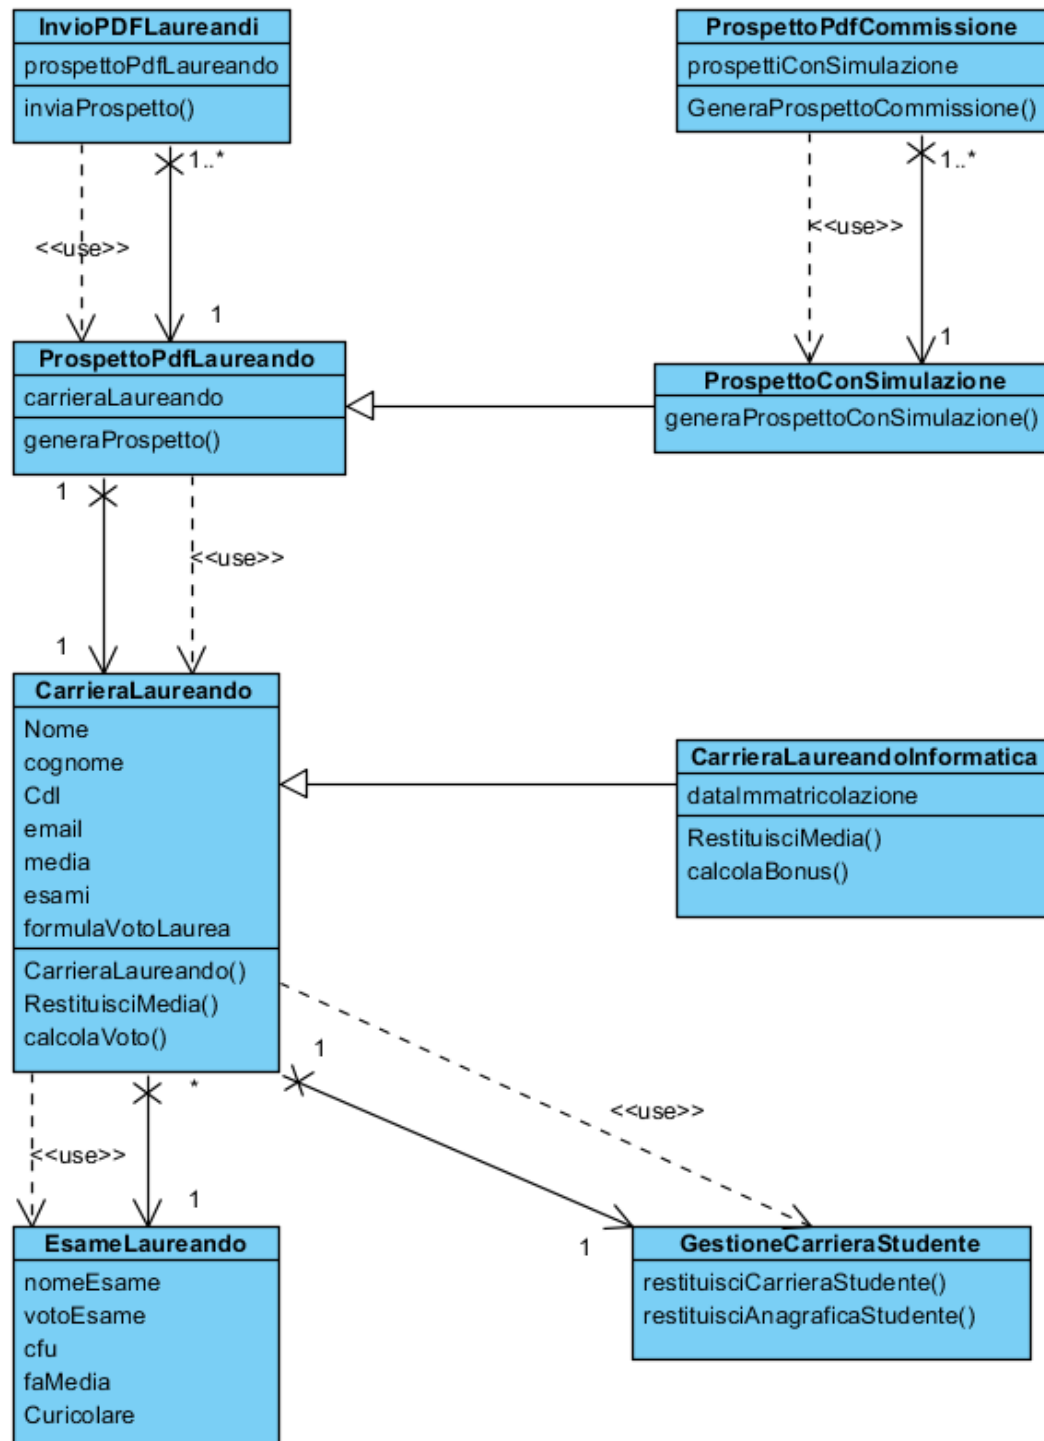 InvioPDFLaureandi
prospettoPdfLaureando
inviaProspetto()
ProspettoPdfCommissione
prospettiConSimulazione
GeneraProspettoCommissione()
1..*
1..*
<<use>>
<<use>>
1
1
ProspettoPdfLaureando
carrieraLaureando
generaProspetto()
ProspettoConSimulazione
generaProspettoConSimulazione()
1
<<use>>
1
CarrieraLaureando
Nome
cognome
Cdl
email
media
esami
formulaVotoLaurea
CarrieraLaureando()
RestituisciMedia()
calcolaVoto()
CarrieraLaureandoInformatica
dataImmatricolazione
RestituisciMedia()
calcolaBonus()
1
*
<<use>>
<<use>>
1
1
EsameLaureando
nomeEsame
votoEsame
cfu
faMedia
Curicolare
GestioneCarrieraStudente
restituisciCarrieraStudente()
restituisciAnagraficaStudente()